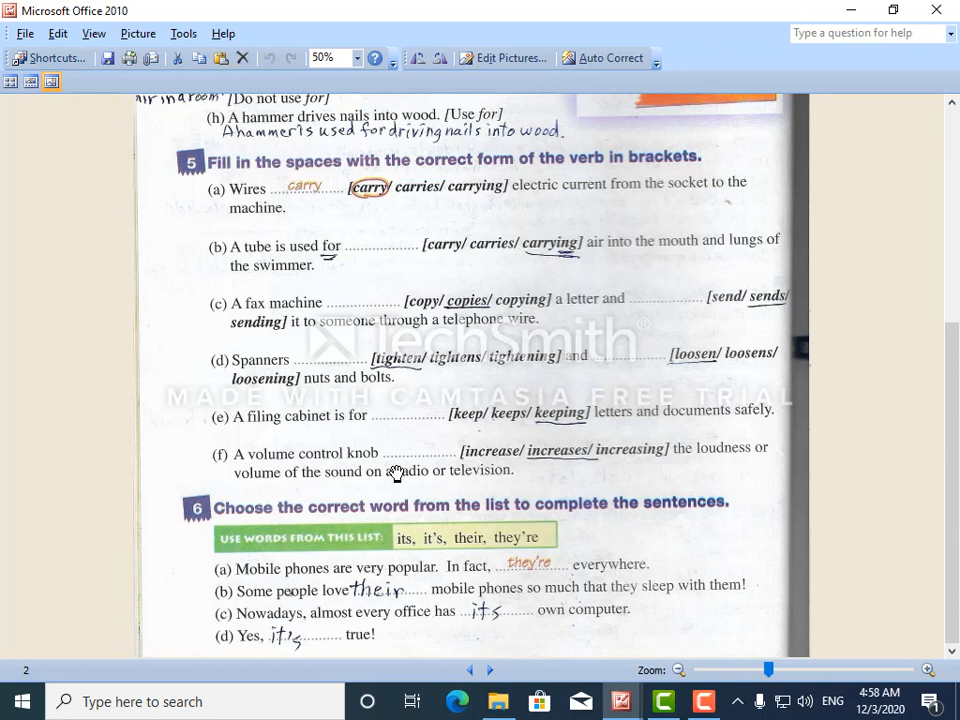 Microsoft Office 2010
File Edit View Picture Tools Help
Type a question for help
Shortcuts... 50% Edit Pictures... Auto Correct
air in a room. [Do not use for]
(h) A hammer drives nails into wood. [Use for]
A hammer is used for driving nails into wood.
5 Fill in the spaces with the correct form of the verb in brackets.
(a) Wires ...carry... [carry/ carries/ carrying] electric current from the socket to the
machine.
(b) A tube is used for .................. [carry/ carries/ carrying] air into the mouth and lungs of
the swimmer.
(c) A fax machine .................. [copy/ copies/ copying] a letter and .................. [send/ sends/
sending] it to someone through a telephone wire.
TechSmith®
(d) Spanners .................. [tighten/ tightens/ tightening] and .................. [loosen/ loosens/
loosening] nuts and bolts.
MADE WITH CAMTASIA FREE TRIAL
(e) A filing cabinet is for .................. [keep/ keeps/ keeping] letters and documents safely.
(f) A volume control knob .................. [increase/ increases/ increasing] the loudness or
volume of the sound on a radio or television.
6 Choose the correct word from the list to complete the sentences.
USE WORDS FROM THIS LIST: its, it's, their, they're
(a) Mobile phones are very popular. In fact, ...they're.... everywhere.
(b) Some people love their...... mobile phones so much that they sleep with them!
(c) Nowadays, almost every office has ...its.... own computer.
(d) Yes, it's .......... true!
2 Zoom:
Type here to search ENG 4:58 AM
12/3/2020 1